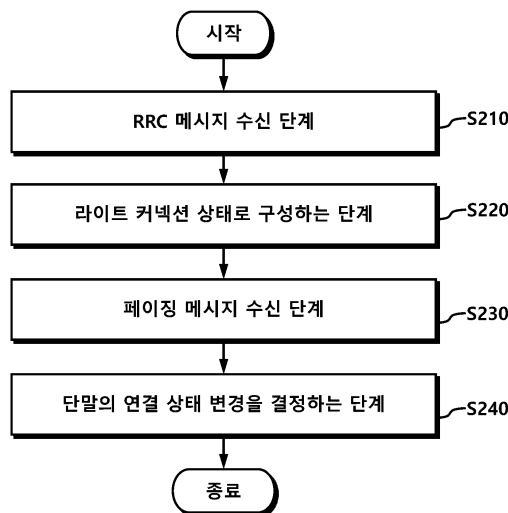 시작
RRC 메시지 수신 단계
S210
라이트 커넥션 상태로 구성하는 단계
S220
페이징 메시지 수신 단계
S230
단말의 연결 상태 변경을 결정하는 단계
S240
종료